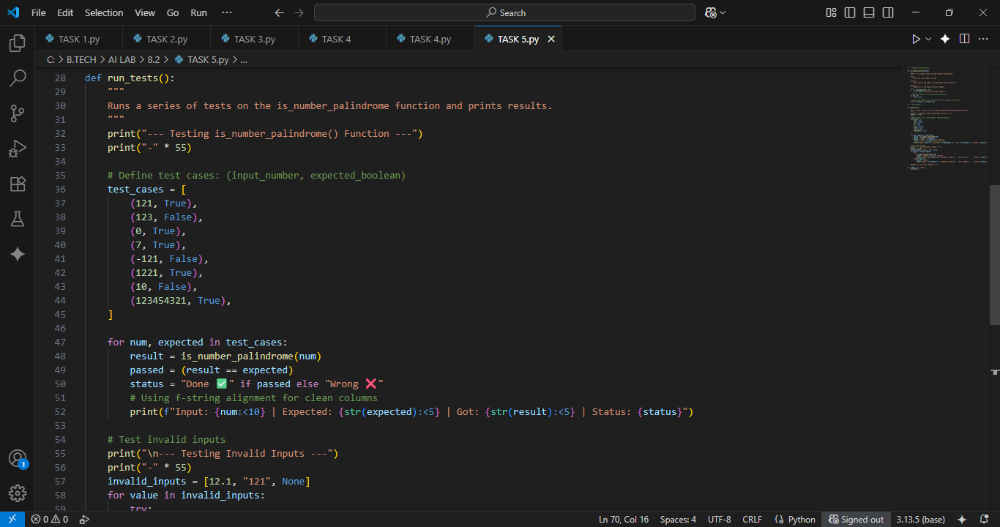 File Edit Selection View Go Run ··· Search
TASK 1.py TASK 2.py TASK 3.py TASK 4 TASK 4.py TASK 5.py
C: > B.TECH > AI LAB > 8.2 > TASK 5.py > ...
28 def run_tests():
29 """
30 Runs a series of tests on the is_number_palindrome function and prints results.
31 """
32 print("--- Testing is_number_palindrome() Function ---")
33 print("-" * 55)
34
35 # Define test cases: (input_number, expected_boolean)
36 test_cases = [
37 (121, True),
38 (123, False),
39 (0, True),
40 (7, True),
41 (-121, False),
42 (1221, True),
43 (10, False),
44 (123454321, True),
45 ]
46
47 for num, expected in test_cases:
48 result = is_number_palindrome(num)
49 passed = (result == expected)
50 status = "Done ✅" if passed else "Wrong ❌"
51 # Using f-string alignment for clean columns
52 print(f"Input: {num:<10} | Expected: {str(expected):<5} | Got: {str(result):<5} | Status: {status}")
53
54 # Test invalid inputs
55 print("\n--- Testing Invalid Inputs ---")
56 print("-" * 55)
57 invalid_inputs = [12.1, "121", None]
58 for value in invalid_inputs:
59 try:
1
0 0 Ln 70, Col 16 Spaces: 4 UTF-8 CRLF {} Python Signed out 3.13.5 (base)